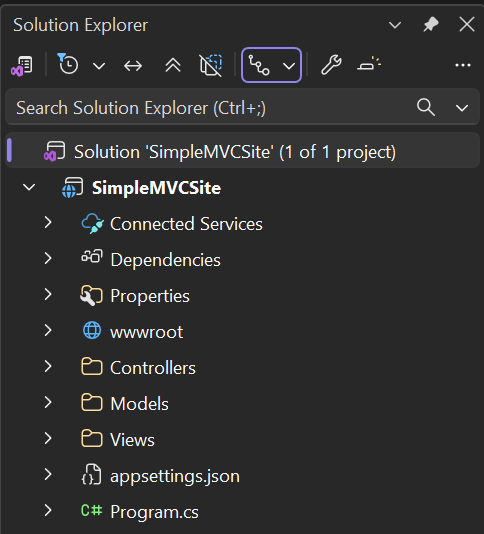 Solution Explorer
Search Solution Explorer (Ctrl+;)
Solution 'SimpleMVCSite' (1 of 1 project)
SimpleMVCSite
Connected Services
Dependencies
Properties
wwwroot
Controllers
Models
Views
appsettings.json
C# Program.cs